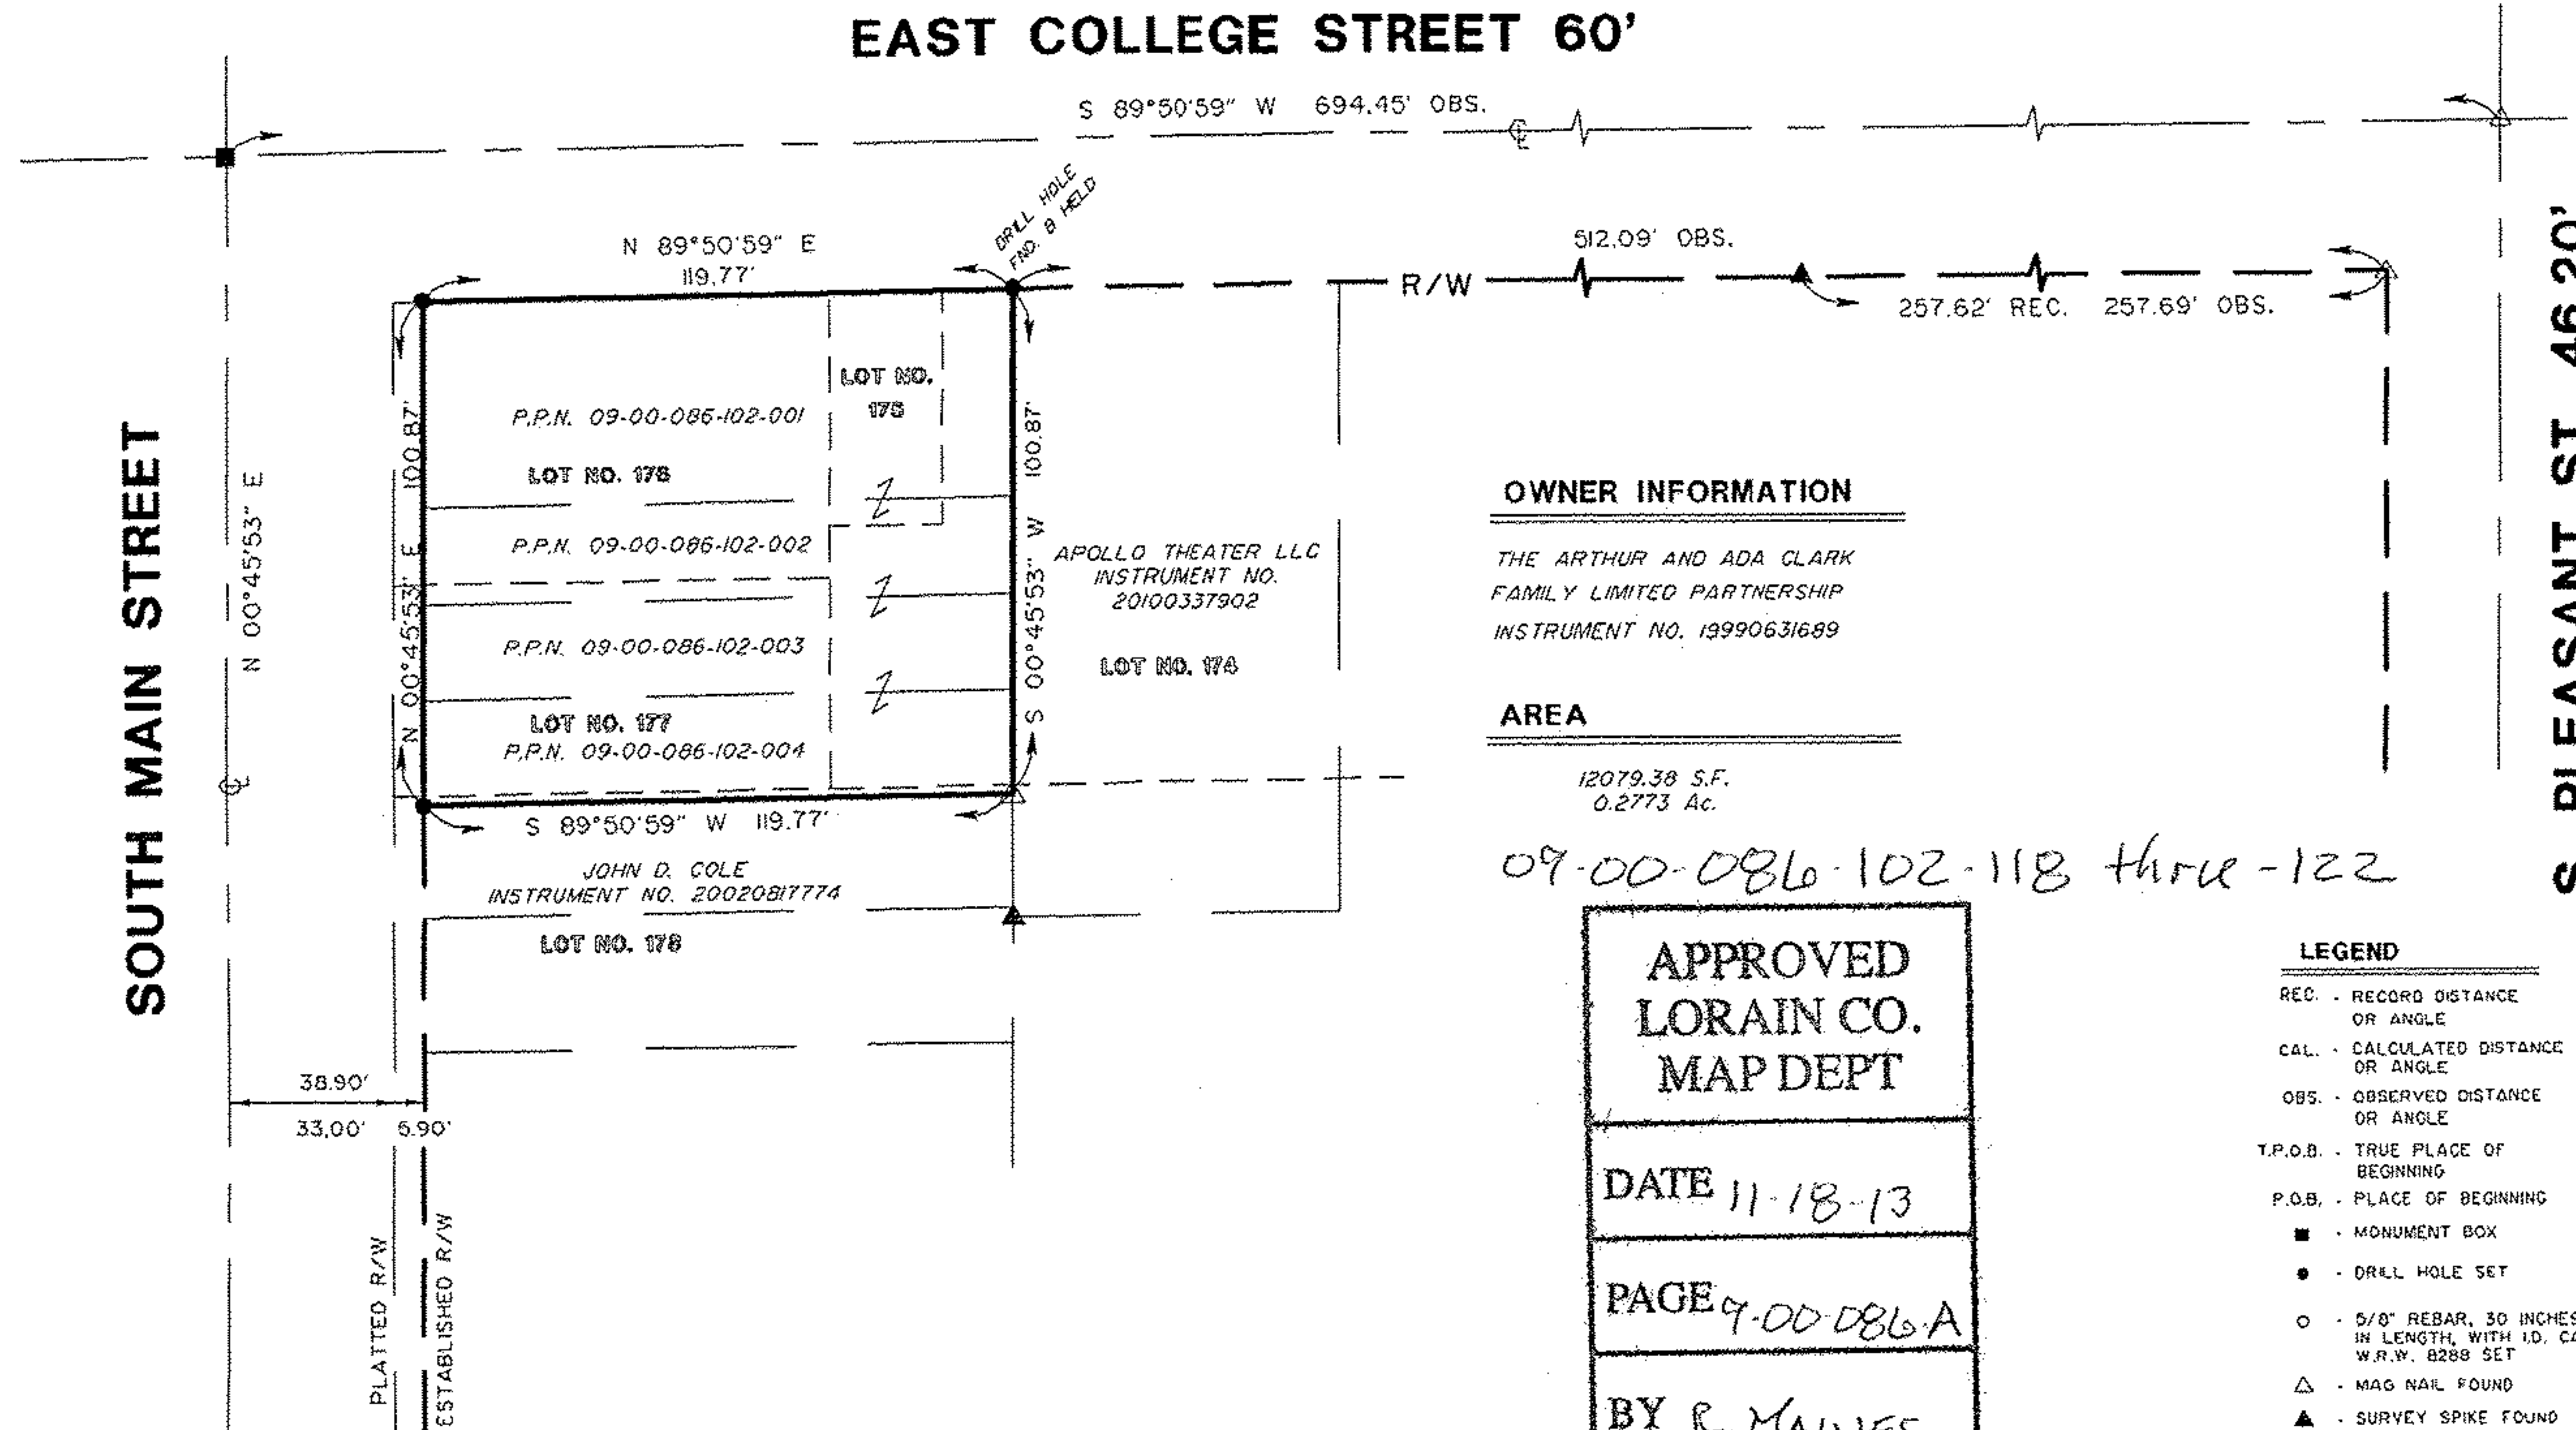 EAST COLLEGE STREET 60'
S 89°50'59" W 694.45' OBS.
DRILL HOLE
FND. & HELD
N 89°50'59" E
119.77'
512.09' OBS.
R/W
257.62' REC. 257.69' OBS.
S. PLEASANT ST. 46.20'
SOUTH MAIN STREET
N 00°45'53" E
N 00°45'53" E 100.87'
LOT NO.
175
P.P.N. 09-00-086-102-001
LOT NO. 176
P.P.N. 09-00-086-102-002
P.P.N. 09-00-086-102-003
LOT NO. 177
P.P.N. 09-00-086-102-004
S 00°45'53" W 100.87'
APOLLO THEATER LLC
INSTRUMENT NO.
20100337902
LOT NO. 174
OWNER INFORMATION
THE ARTHUR AND ADA CLARK
FAMILY LIMITED PARTNERSHIP
INSTRUMENT NO. 19990631689
AREA
12079.38 S.F.
0.2773 Ac.
S 89°50'59" W 119.77'
JOHN D. COLE
INSTRUMENT NO. 20020817774
LOT NO. 178
09-00-086-102-118 thru -122
APPROVED
LORAIN CO.
MAP DEPT
DATE 11-18-13
PAGE 9-00-086-A
BY R.
38.90'
33.00' 5.90'
PLATTED R/W
ESTABLISHED R/W
LEGEND
REC. - RECORD DISTANCE
OR ANGLE
CAL. - CALCULATED DISTANCE
OR ANGLE
OBS. - OBSERVED DISTANCE
OR ANGLE
T.P.O.B. - TRUE PLACE OF
BEGINNING
P.O.B. - PLACE OF BEGINNING
- MONUMENT BOX
- DRILL HOLE SET
- 5/8" REBAR, 30 INCHES
IN LENGTH, WITH I.D. CA
W.R.W. 8288 SET
- MAG NAIL FOUND
- SURVEY SPIKE FOUND